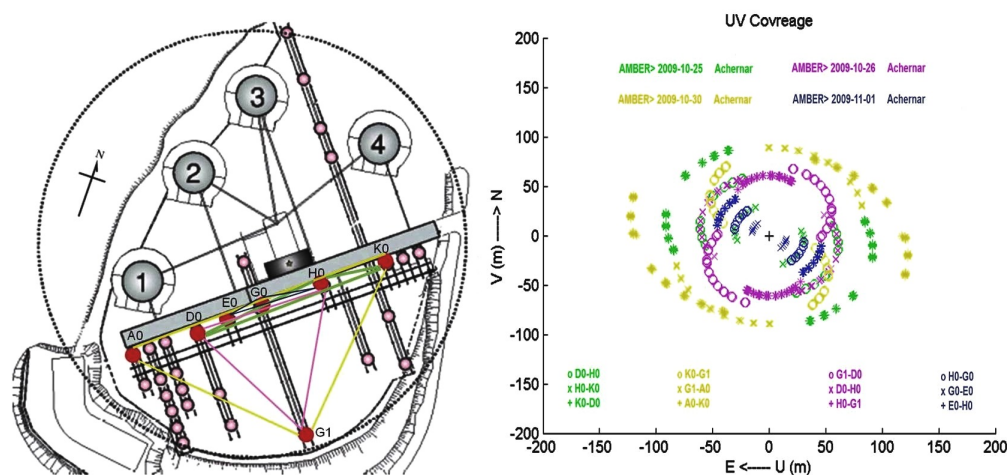 3
4
2
N
1
K0
H0
G0
E0
D0
A0
G1
UV Covreage
AMBER> 2009-10-25 Achernar
AMBER> 2009-10-26 Achernar
AMBER> 2009-10-30 Achernar
AMBER> 2009-11-01 Achernar
200
150
100
50
0
-50
-100
-150
-200
V (m) ----> N
o D0-H0
x H0-K0
+ K0-D0
o K0-G1
x G1-A0
+ A0-K0
o G1-D0
x D0-H0
+ H0-G1
o H0-G0
x G0-E0
+ E0-H0
-200 -150 -100 -50 0 50 100 150 200
E <----- U (m)